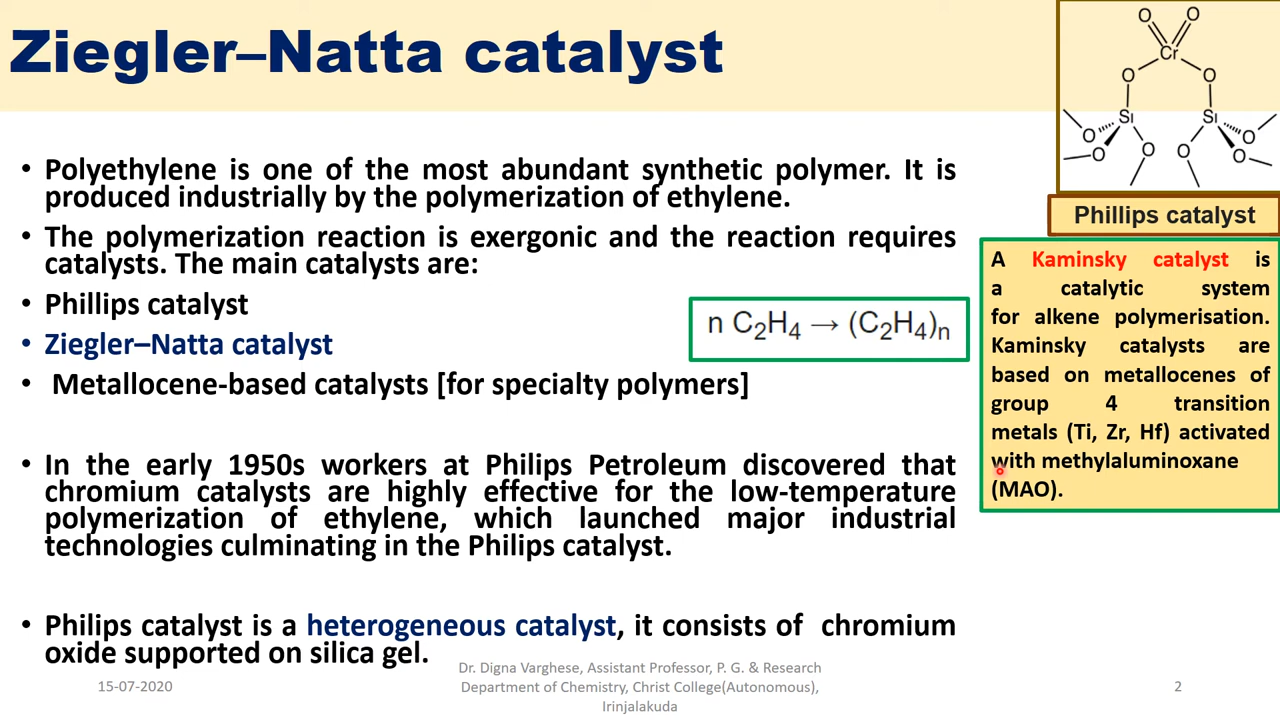 Ziegler–Natta catalyst
• Polyethylene is one of the most abundant synthetic polymer. It is
produced industrially by the polymerization of ethylene.
• The polymerization reaction is exergonic and the reaction requires
catalysts. The main catalysts are:
• Phillips catalyst
• Ziegler–Natta catalyst
• Metallocene-based catalysts [for specialty polymers]
n C₂H₄ → (C₂H₄)ₙ
• In the early 1950s workers at Philips Petroleum discovered that
chromium catalysts are highly effective for the low-temperature
polymerization of ethylene, which launched major industrial
technologies culminating in the Philips catalyst.
• Philips catalyst is a heterogeneous catalyst, it consists of chromium
oxide supported on silica gel.
O O
Cr
O O
Si Si
O O O O
O O
Phillips catalyst
A Kaminsky catalyst is
a catalytic system
for alkene polymerisation.
Kaminsky catalysts are
based on metallocenes of
group 4 transition
metals (Ti, Zr, Hf) activated
with methylaluminoxane
(MAO).
15-07-2020
Dr. Digna Varghese, Assistant Professor, P. G. & Research
Department of Chemistry, Christ College(Autonomous),
Irinjalakuda
2